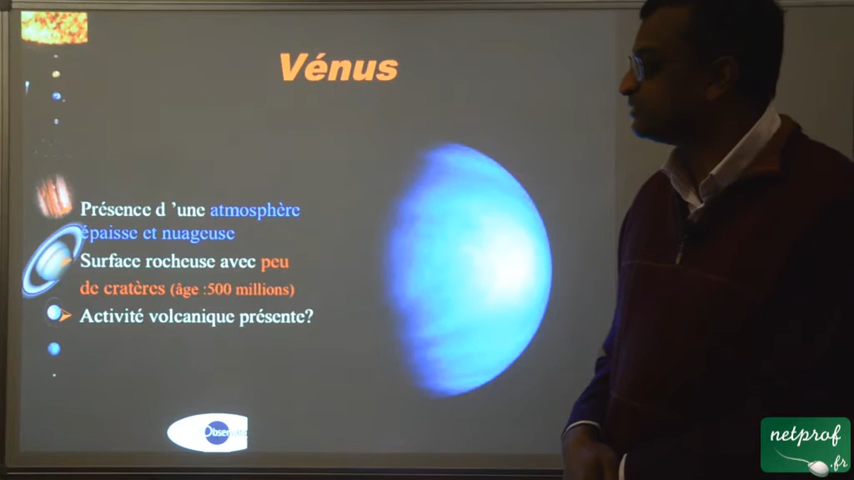 Vénus
Présence d 'une atmosphère
épaisse et nuageuse
Surface rocheuse avec peu
de cratères (âge :500 millions)
Activité volcanique présente?
netprof
.fr